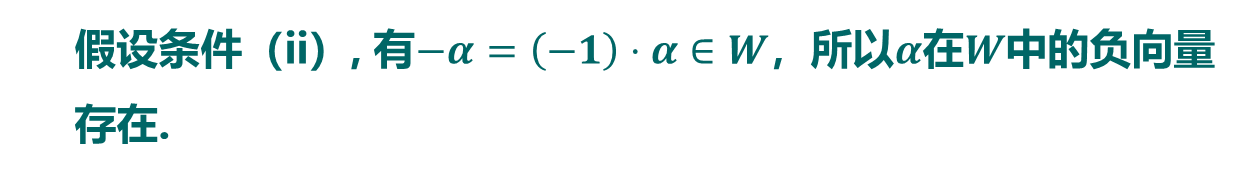 假设条件（ii）, 有−α = (−1) · α ∈ W，所以α在W中的负向量
存在.